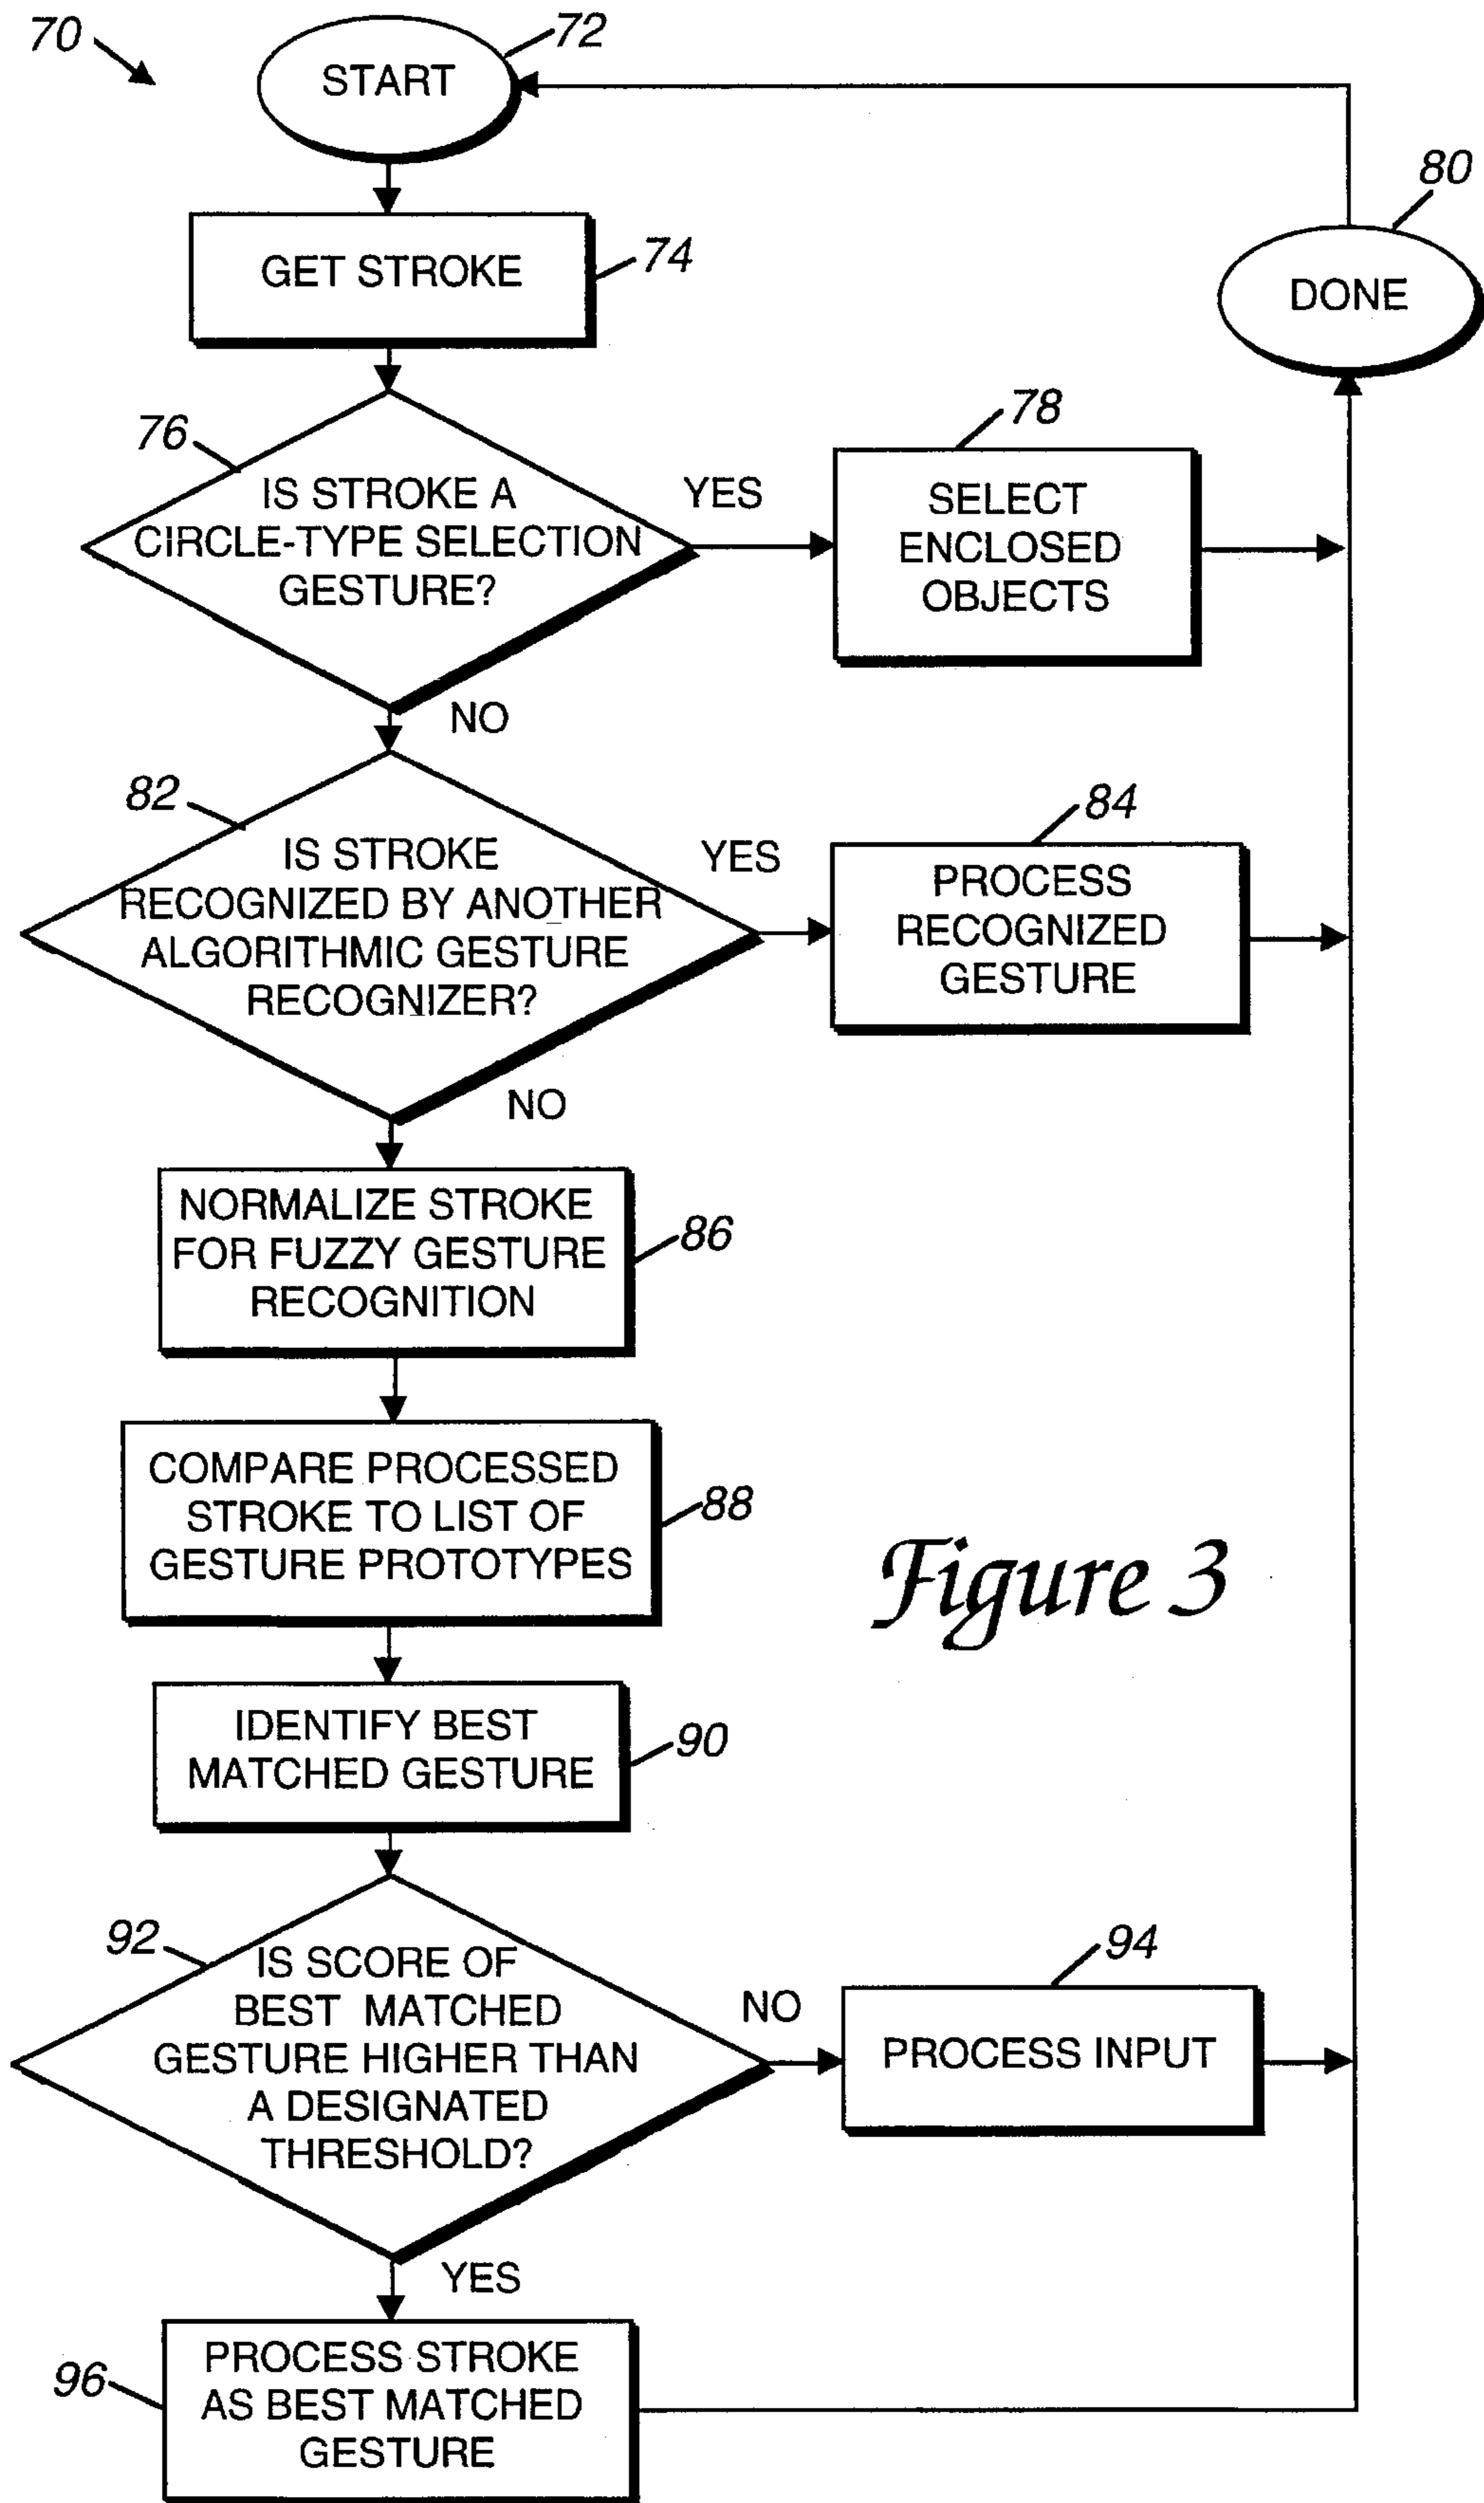 70
72
START
80
GET STROKE
74
DONE
76
78
IS STROKE A
CIRCLE-TYPE SELECTION
GESTURE?
YES
SELECT
ENCLOSED
OBJECTS
NO
82
84
IS STROKE
RECOGNIZED BY ANOTHER
ALGORITHMIC GESTURE
RECOGNIZER?
YES
PROCESS
RECOGNIZED
GESTURE
NO
NORMALIZE STROKE
FOR FUZZY GESTURE
RECOGNITION
86
COMPARE PROCESSED
STROKE TO LIST OF
GESTURE PROTOTYPES
88
Figure 3
IDENTIFY BEST
MATCHED GESTURE
90
92
94
IS SCORE OF
BEST MATCHED
GESTURE HIGHER THAN
A DESIGNATED
THRESHOLD?
NO
PROCESS INPUT
YES
96
PROCESS STROKE
AS BEST MATCHED
GESTURE